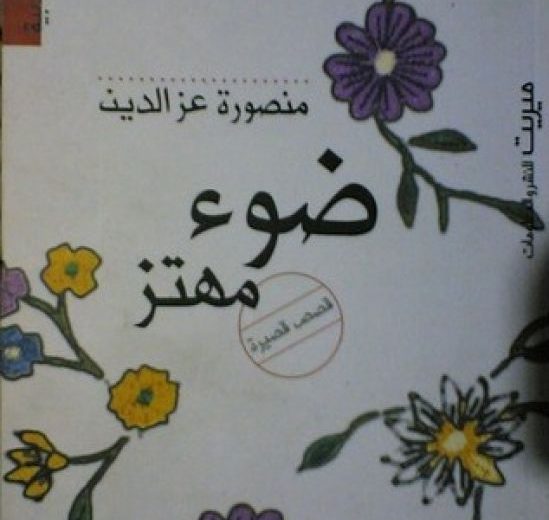 منصورة عز الدين
ضوء
مهتز
قصص قصيرة
ميريت للنشر والمعلومات